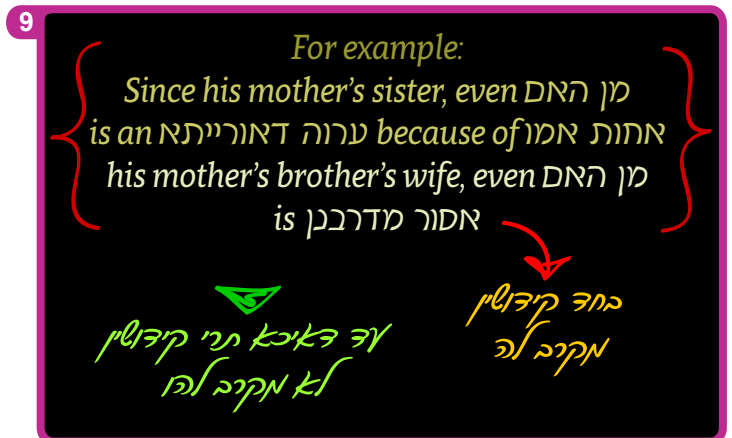 9
For example:
Since his mother's sister, even מן האם
is an ערוה דאורייתא because of אחות אמו
his mother's brother's wife, even מן האם
is אסור מדרבנן
בחד קידושין
מקרב לה
עד דאיכא תרי קידושין
לא מקרב להו